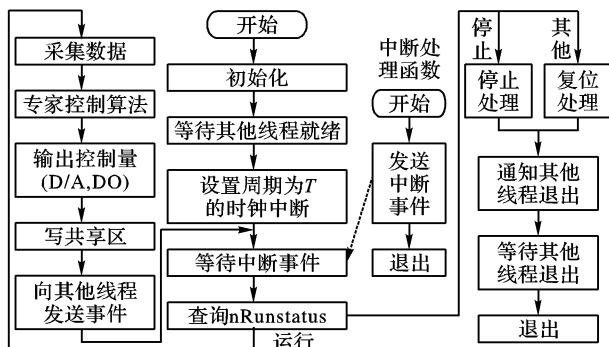 采集数据
专家控制算法
输出控制量
(D/A,DO)
写共享区
向其他线程
发送事件
开始
初始化
等待其他线程就绪
设置周期为T
的时钟中断
等待中断事件
查询nRunstatus
运行
中断处
理函数
开始
发送
中断
事件
退出
停止
其他
停止
处理
复位
处理
通知其他
线程退出
等待其他
线程退出
退出